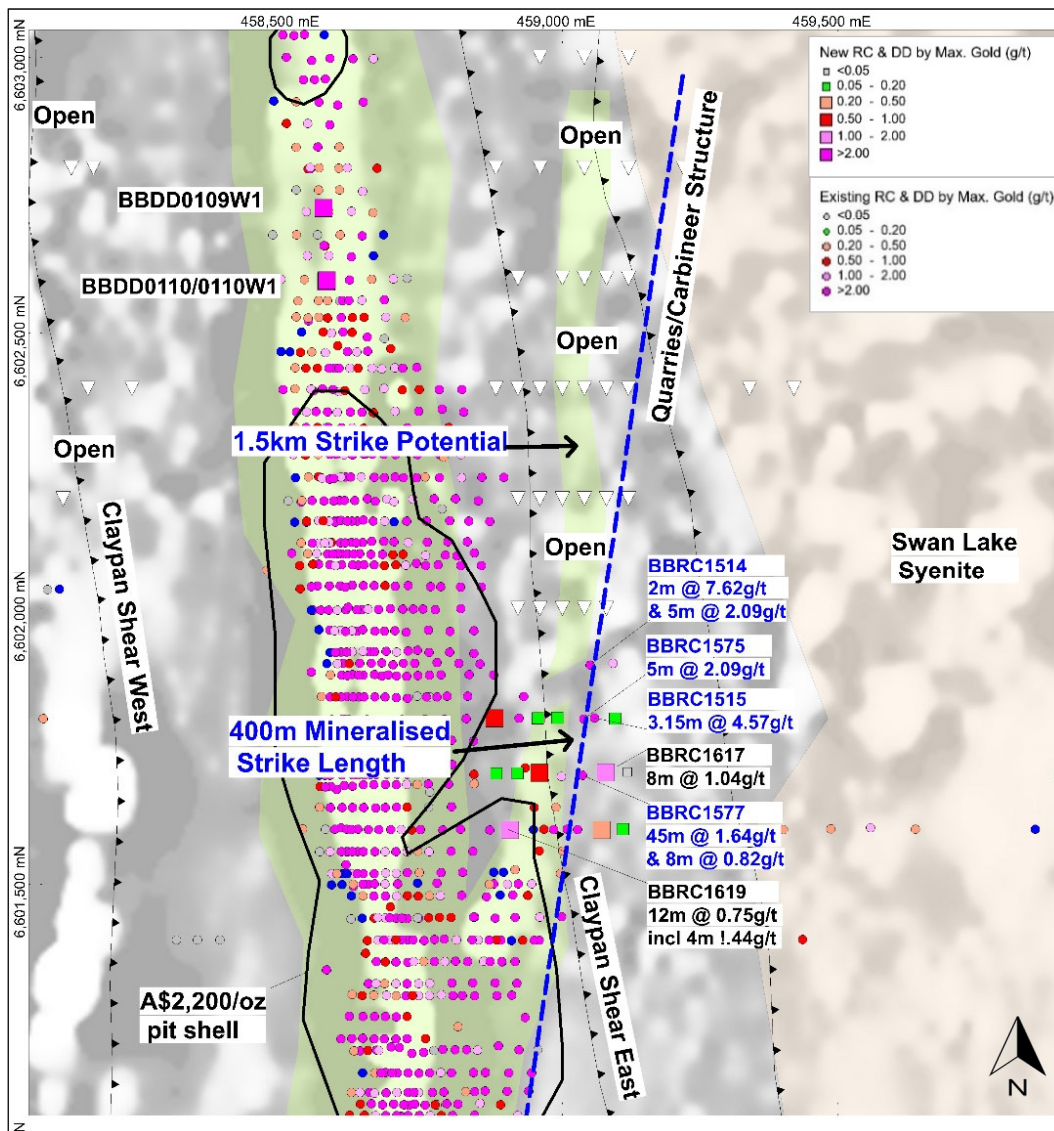 458,500 mE
459,000 mE
459,500 mE
6,603,000 mN
6,602,500 mN
6,602,000 mN
6,601,500 mN
N
New RC & DD by Max. Gold (g/t)
<0.05
0.05 - 0.20
0.20 - 0.50
0.50 - 1.00
1.00 - 2.00
>2.00
Existing RC & DD by Max. Gold (g/t)
<0.05
0.05 - 0.20
0.20 - 0.50
0.50 - 1.00
1.00 - 2.00
>2.00
Open
Open
BBDD0109W1
BBDD0110/0110W1
Quarries/Carbineer Structure
Open
1.5km Strike Potential
Open
Open
Claypan Shear West
Swan Lake
Syenite
BBRC1514
2m @ 7.62g/t
& 5m @ 2.09g/t
BBRC1575
5m @ 2.09g/t
BBRC1515
3.15m @ 4.57g/t
400m Mineralised
Strike Length
BBRC1617
8m @ 1.04g/t
BBRC1577
45m @ 1.64g/t
& 8m @ 0.82g/t
BBRC1619
12m @ 0.75g/t
incl 4m !.44g/t
Claypan Shear East
A$2,200/oz
pit shell
N